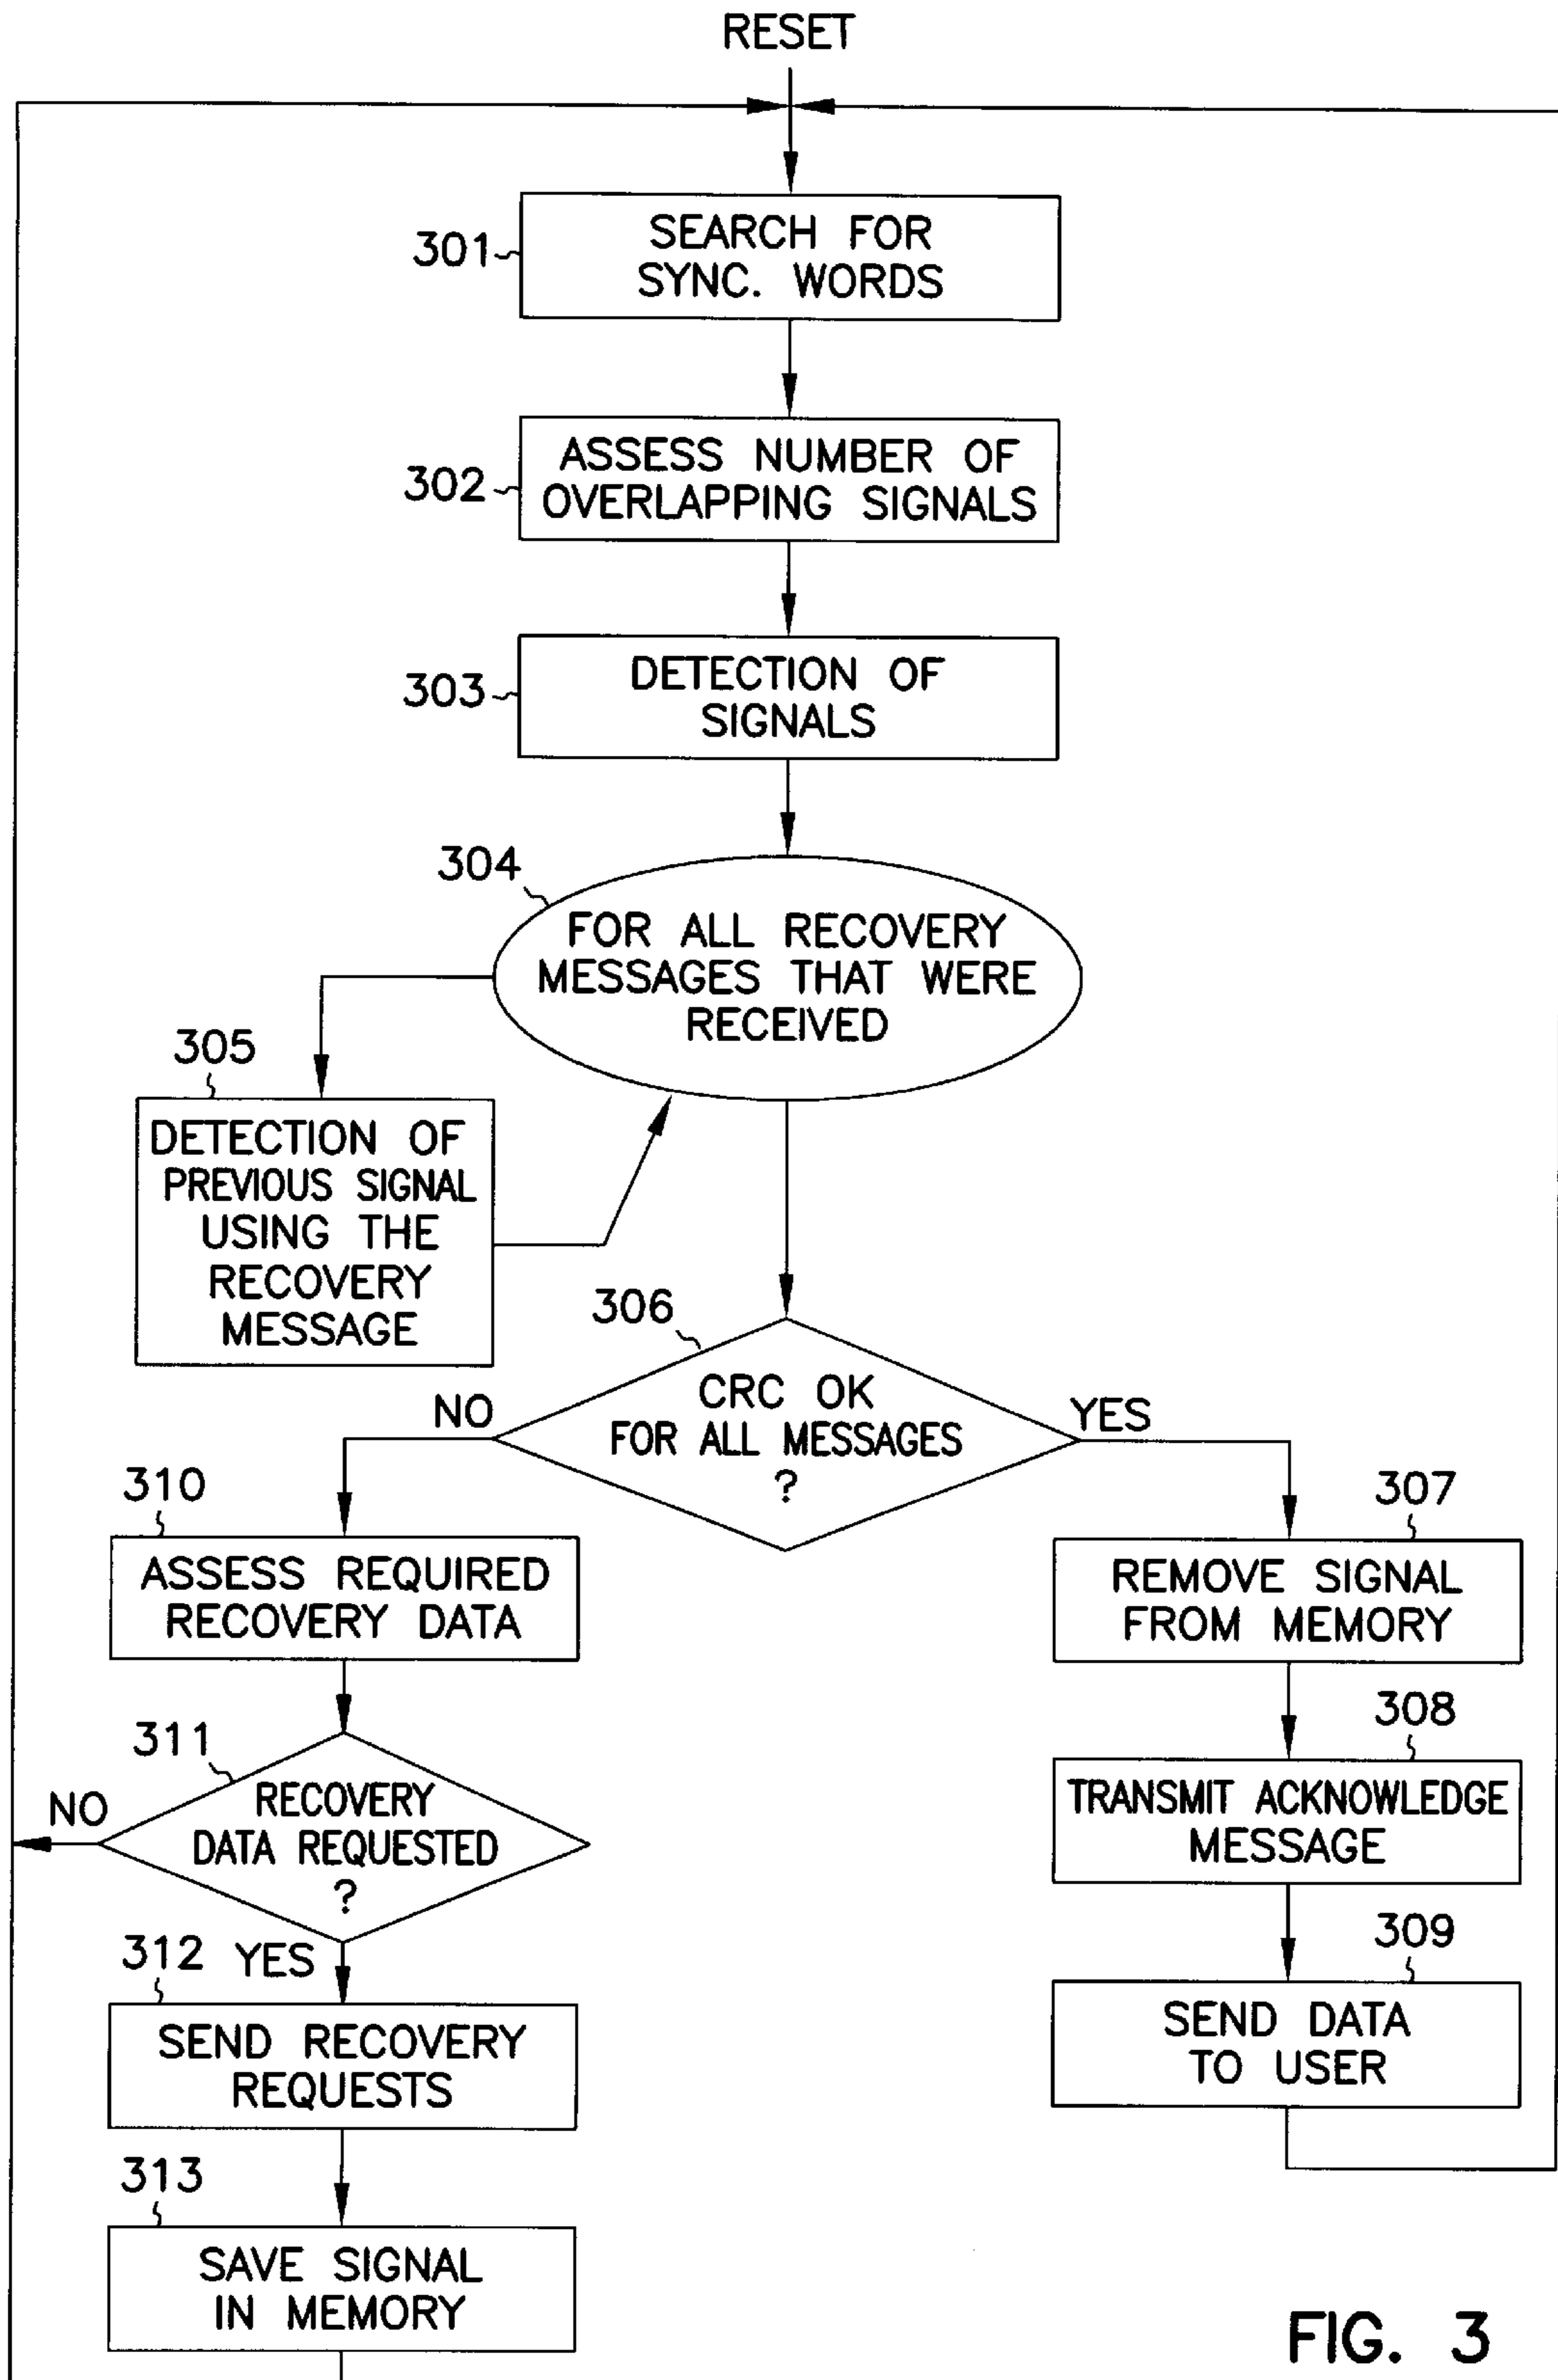 RESET
301
SEARCH FOR
SYNC. WORDS
302
ASSESS NUMBER OF
OVERLAPPING SIGNALS
303
DETECTION OF
SIGNALS
304
FOR ALL RECOVERY
MESSAGES THAT WERE
RECEIVED
305
DETECTION OF
PREVIOUS SIGNAL
USING THE
RECOVERY
MESSAGE
306
CRC OK
FOR ALL MESSAGES
?
NO
YES
310
ASSESS REQUIRED
RECOVERY DATA
307
REMOVE SIGNAL
FROM MEMORY
311
RECOVERY
DATA REQUESTED
?
NO
YES
308
TRANSMIT ACKNOWLEDGE
MESSAGE
312
SEND RECOVERY
REQUESTS
309
SEND DATA
TO USER
313
SAVE SIGNAL
IN MEMORY
FIG. 3